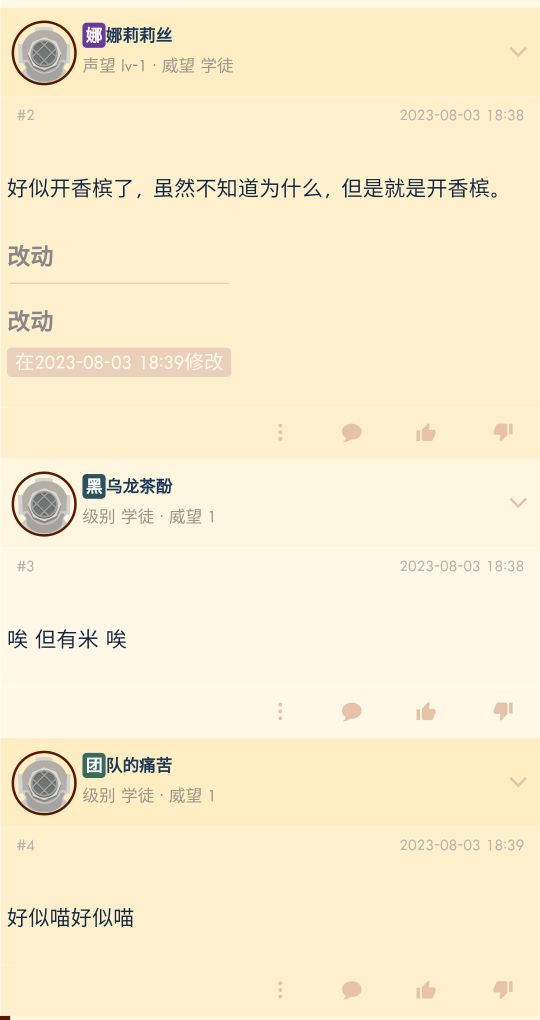 娜娜莉莉丝
声望 lv-1 · 威望 学徒
#2 2023-08-03 18:38
好似开香槟了，虽然不知道为什么，但是就是开香槟。
改动
改动
在2023-08-03 18:39修改
黑乌龙茶酚
级别 学徒 · 威望 1
#3 2023-08-03 18:38
唉 但有米 唉
团队的痛苦
级别 学徒 · 威望 1
#4 2023-08-03 18:39
好似喵好似喵